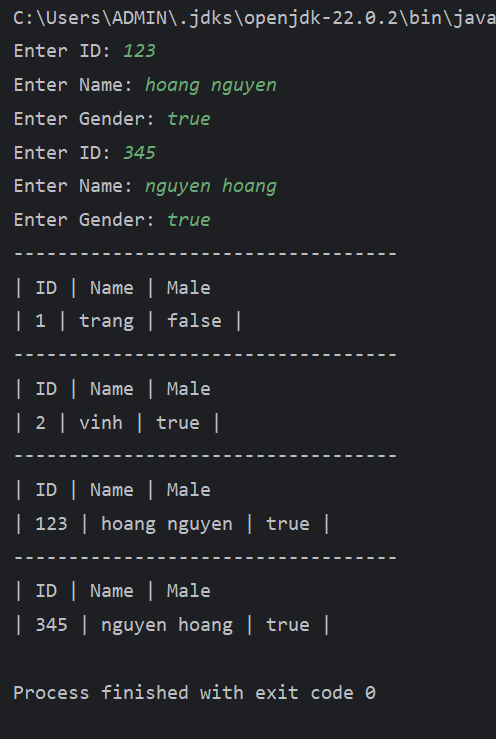 C:\Users\ADMIN\.jdks\openjdk-22.0.2\bin\java
Enter ID: 123
Enter Name: hoang nguyen
Enter Gender: true
Enter ID: 345
Enter Name: nguyen hoang
Enter Gender: true
-----------------------------------
| ID | Name | Male
| 1 | trang | false |
-----------------------------------
| ID | Name | Male
| 2 | vinh | true |
-----------------------------------
| ID | Name | Male
| 123 | hoang nguyen | true |
-----------------------------------
| ID | Name | Male
| 345 | nguyen hoang | true |
Process finished with exit code 0